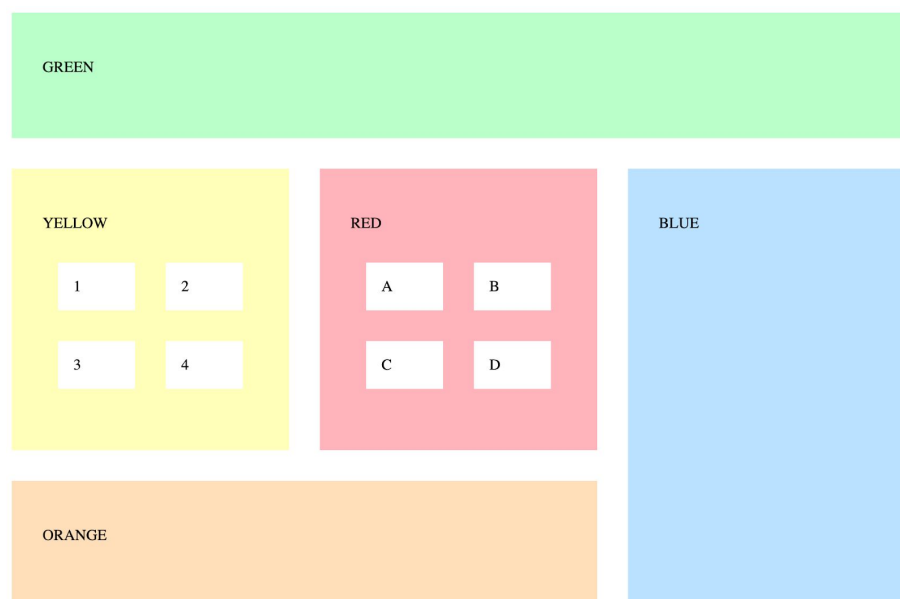 GREEN
YELLOW
1 2
3 4
RED
A B
C D
BLUE
ORANGE